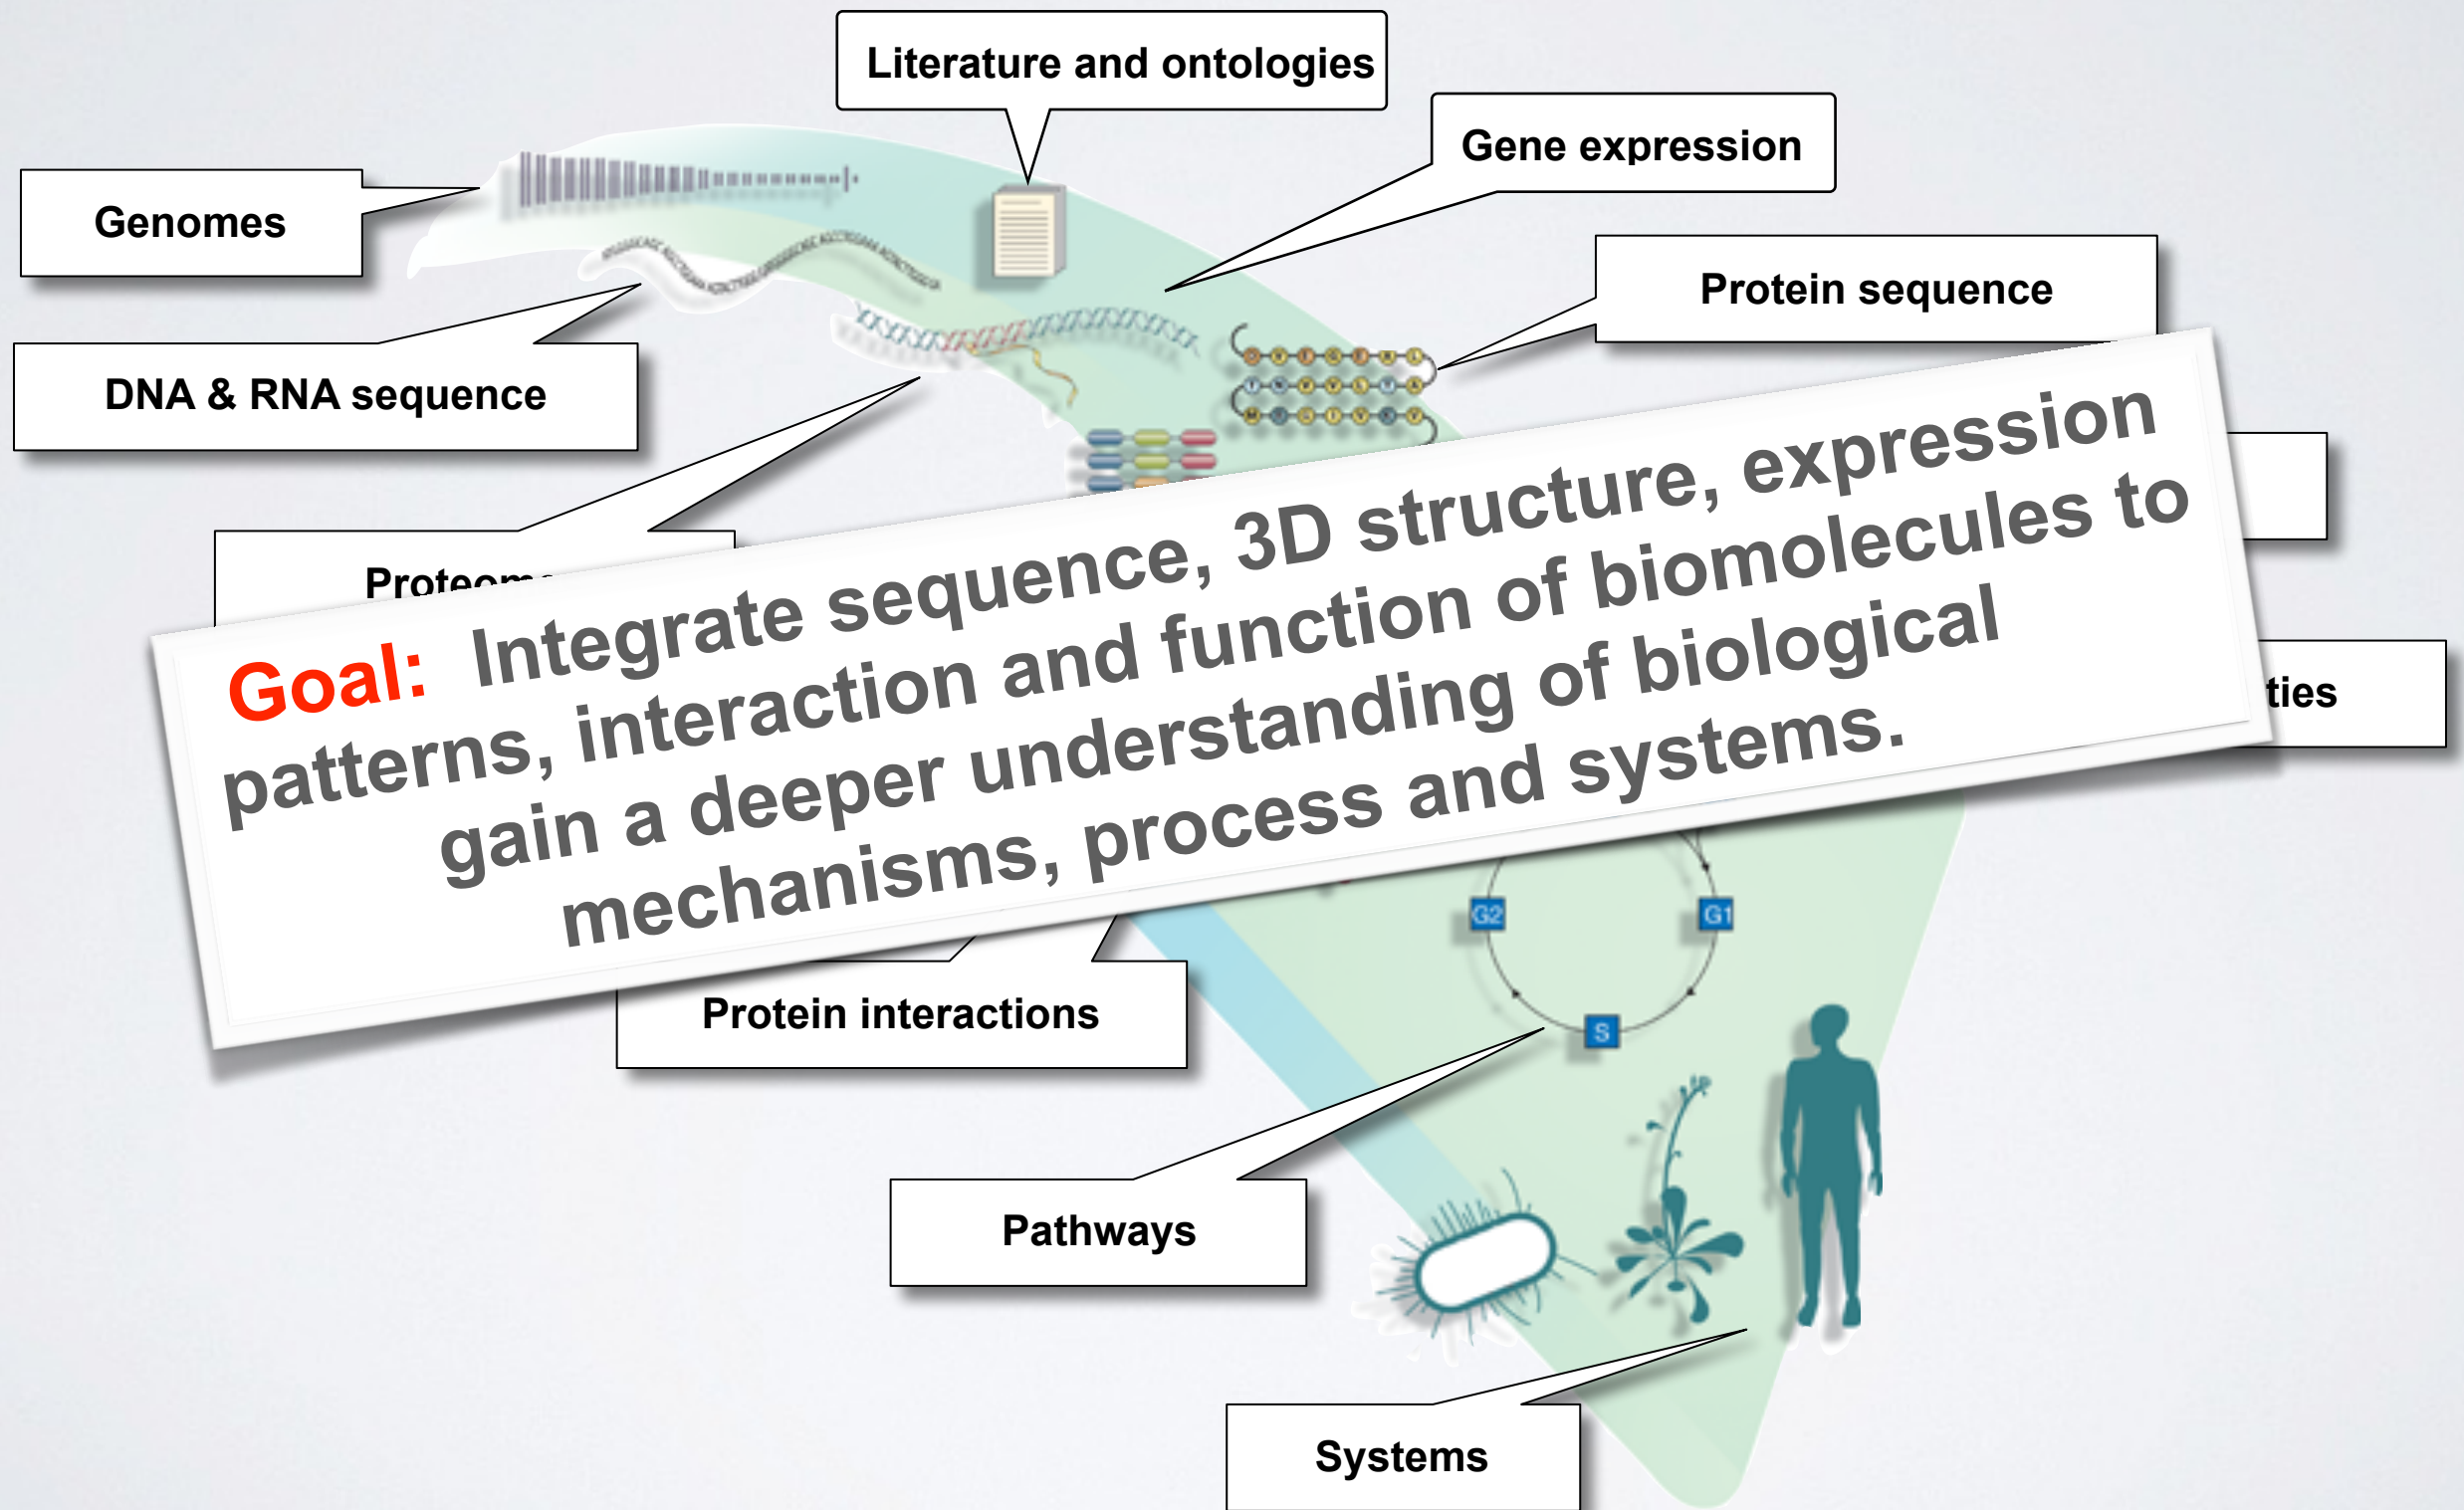 Literature and ontologies
Gene expression
Genomes
Protein sequence
DNA & RNA sequence
Goal: Integrate sequence, 3D structure, expression
patterns, interaction and function of biomolecules to
gain a deeper understanding of biological
mechanisms, process and systems.
ties
G2
G1
S
Protein interactions
Pathways
Systems